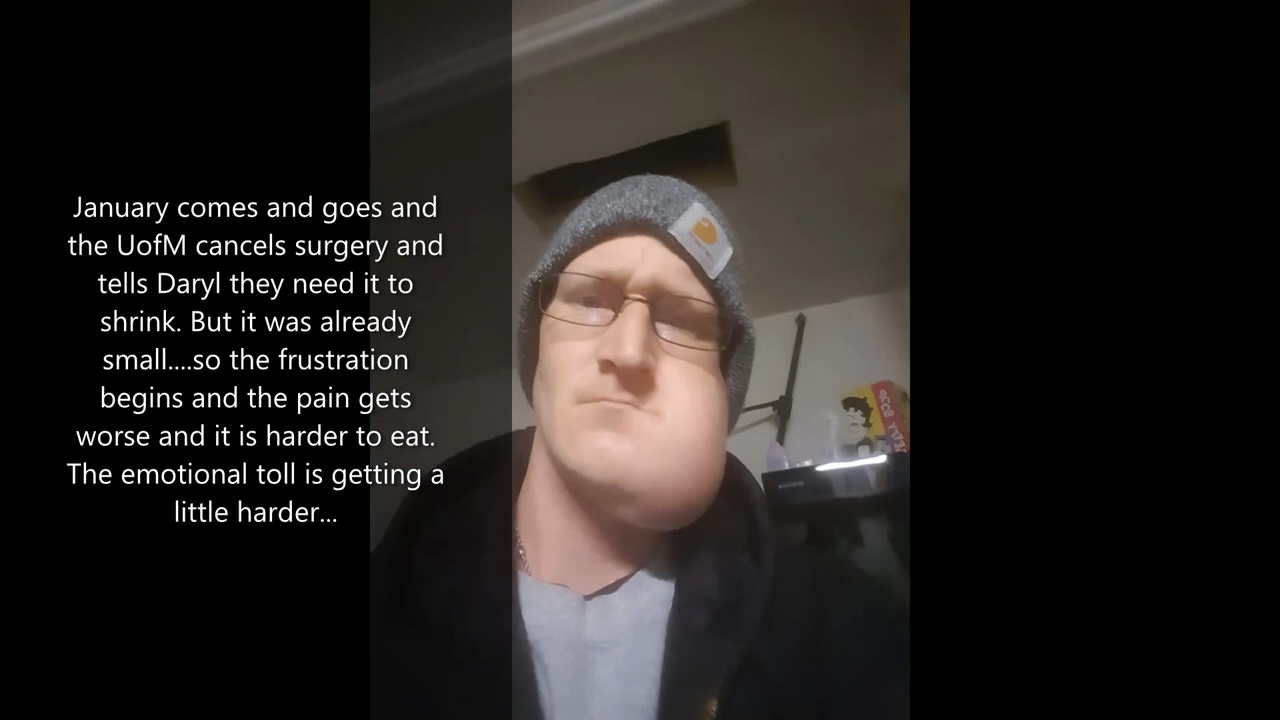 January comes and goes and
the UofM cancels surgery and
tells Daryl they need it to
shrink. But it was already
small....so the frustration
begins and the pain gets
worse and it is harder to eat.
The emotional toll is getting a
little harder...